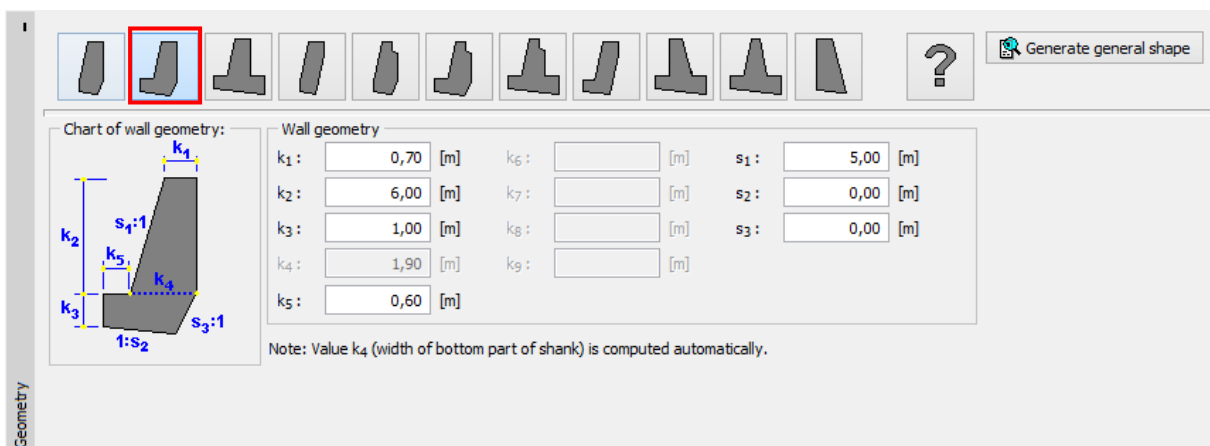 Generate general shape
Chart of wall geometry:
k1
k2
s1:1
k5
k4
k3
s3:1
1:s2
Wall geometry
k1 : 0,70 [m] k6 : [m] s1 : 5,00 [m]
k2 : 6,00 [m] k7 : [m] s2 : 0,00 [m]
k3 : 1,00 [m] k8 : [m] s3 : 0,00 [m]
k4 : 1,90 [m] k9 : [m]
k5 : 0,60 [m]
Note: Value k4 (width of bottom part of shank) is computed automatically.
Geometry